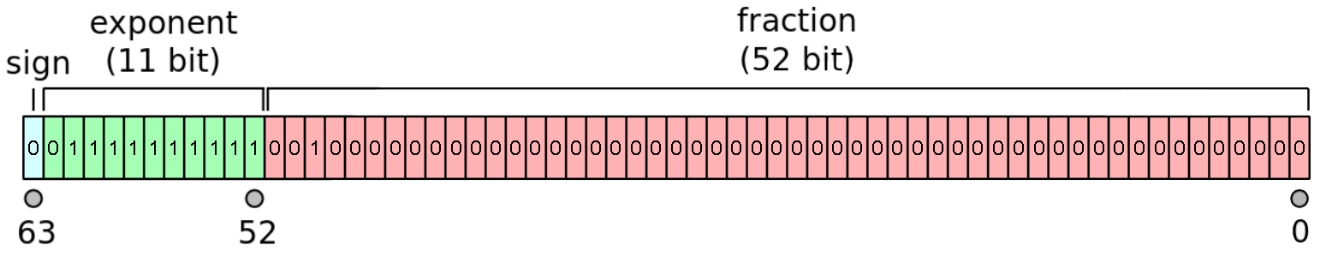 exponent
(11 bit)
fraction
(52 bit)
sign
0 0 1 1 1 1 1 1 1 1 1 1 0 0 1 0 0 0 0 0 0 0 0 0 0 0 0 0 0 0 0 0 0 0 0 0 0 0 0 0 0 0 0 0 0 0 0 0 0 0 0 0 0 0 0 0 0 0 0 0 0 0 0 0
63 52 0